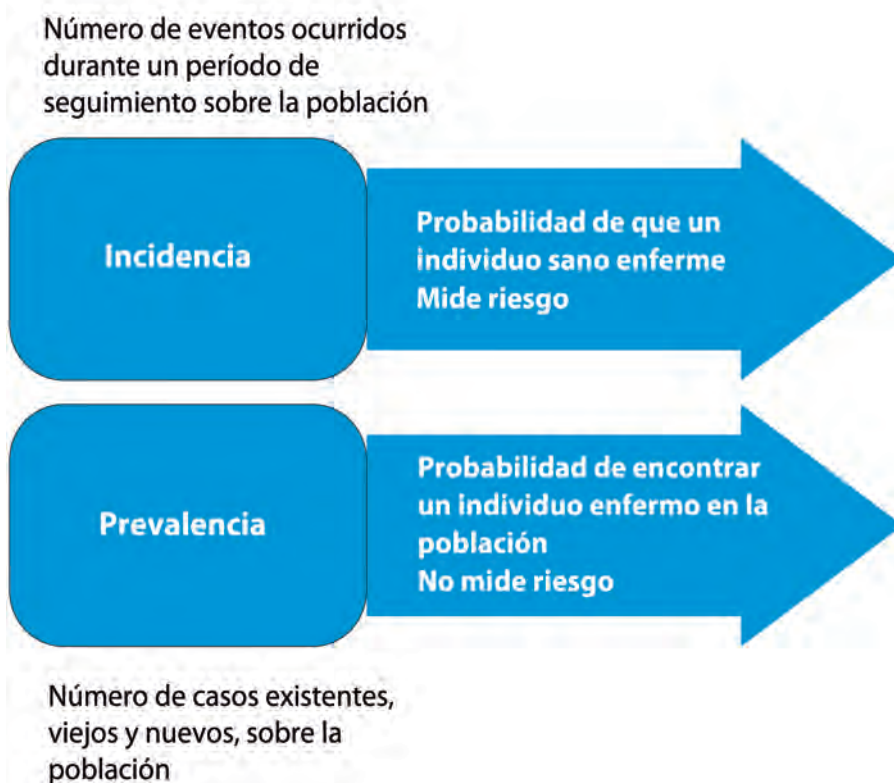 Número de eventos ocurridos
durante un período de
seguimiento sobre la población
Incidencia
Probabilidad de que un
individuo sano enferme
Mide riesgo
Prevalencia
Probabilidad de encontrar
un individuo enfermo en la
población
No mide riesgo
Número de casos existentes,
viejos y nuevos, sobre la
población